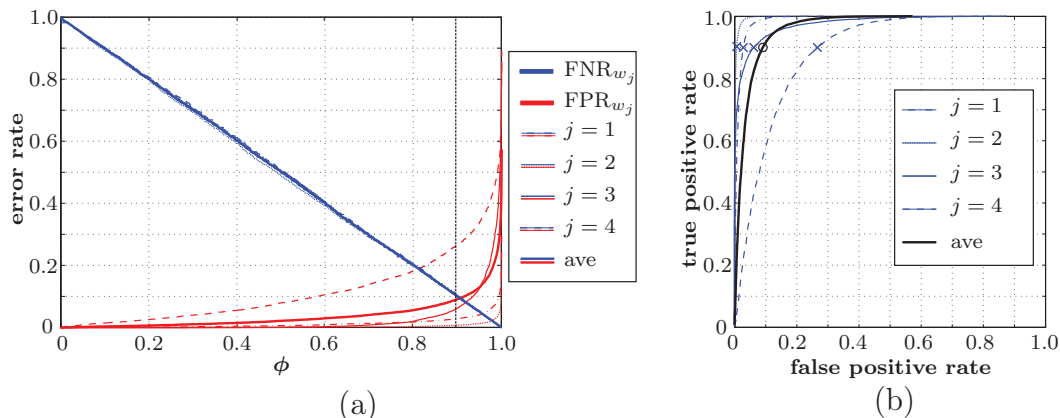 1.0
0.8
0.6
0.4
0.2
0
error rate
0
0.2
0.4
0.6
0.8
1.0
ϕ
FNR_{w_j}
FPR_{w_j}
j = 1
j = 2
j = 3
j = 4
ave
(a)
1.0
0.8
0.6
0.4
0.2
0
true positive rate
0
0.2
0.4
0.6
0.8
1.0
false positive rate
j = 1
j = 2
j = 3
j = 4
ave
(b)